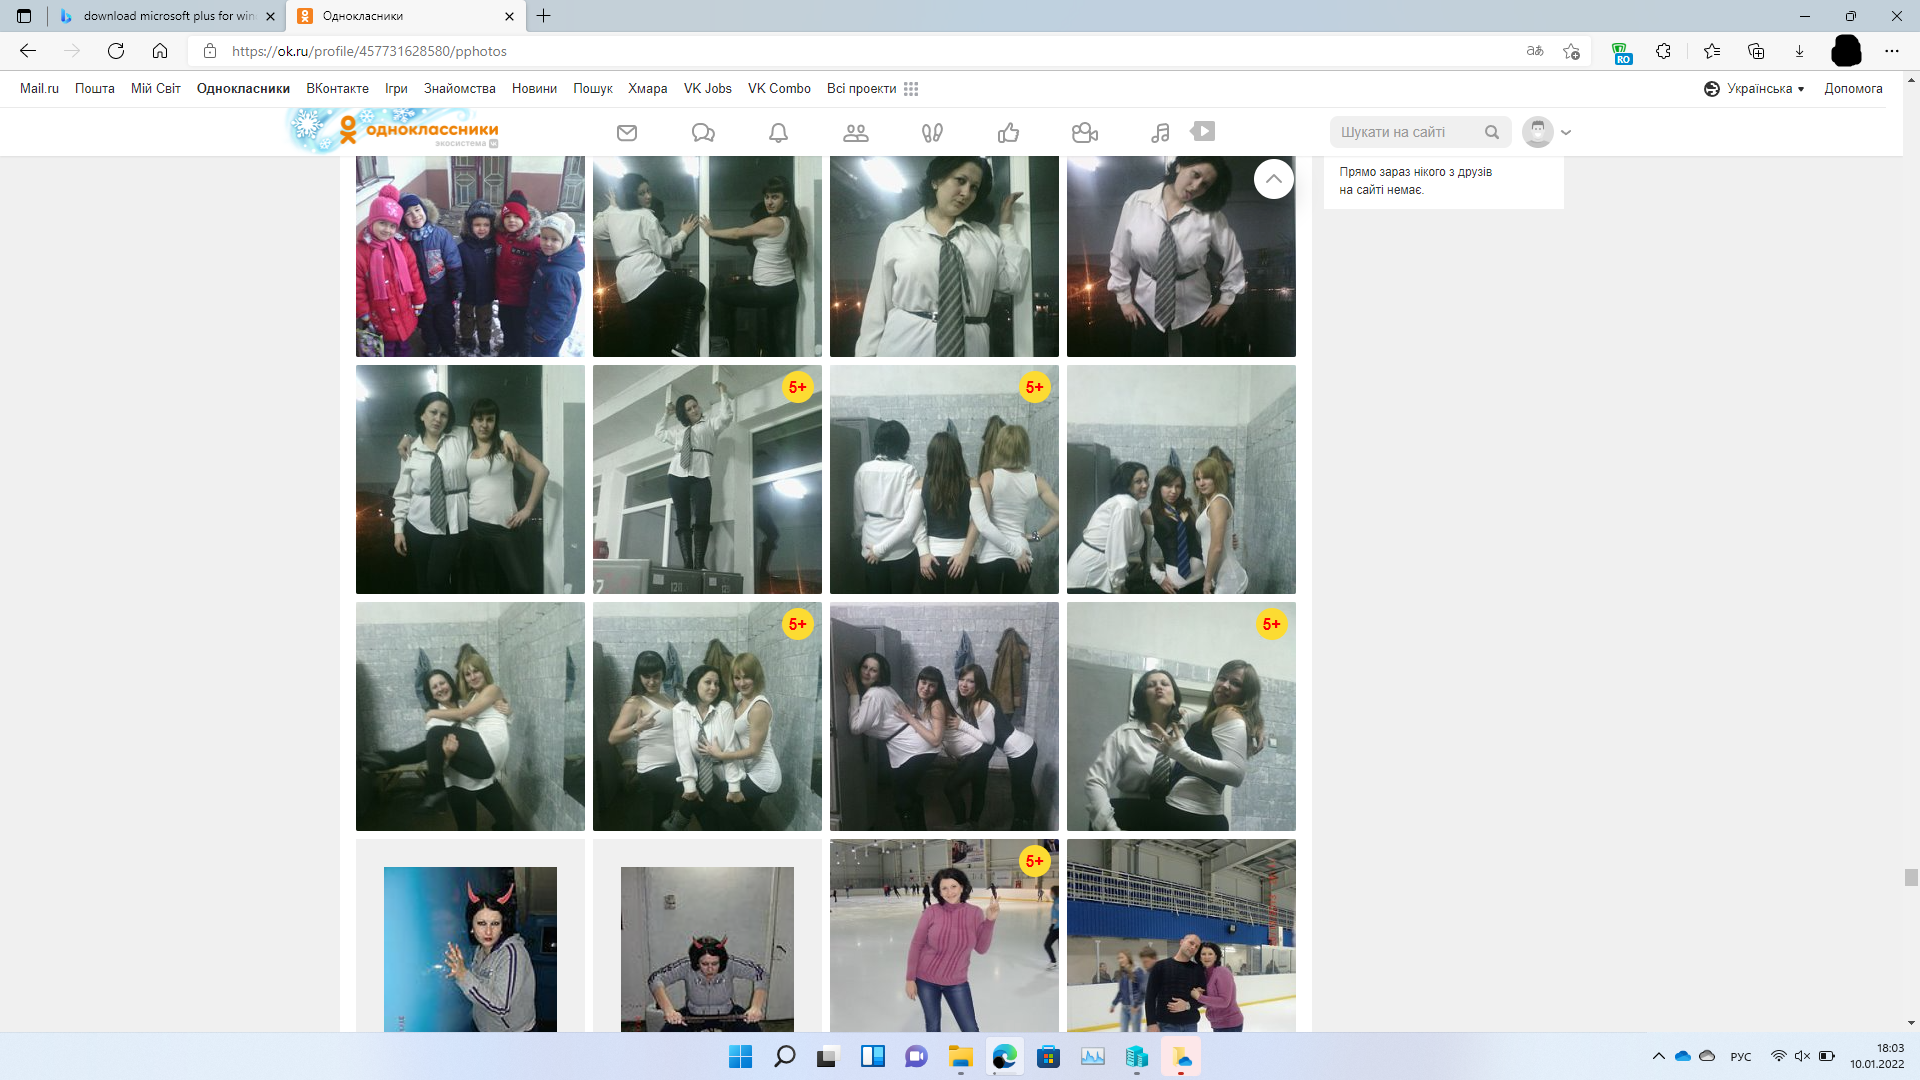 download microsoft plus for win
Однокласники
https://ok.ru/profile/457731628580/pphotos
RO
Mail.ru Пошта Мій Світ Однокласники ВКонтакте Ігри Знайомства Новини Пошук Хмара VK Jobs VK Combo Всі проекти
Українська Допомога
одноклассники
экосистема
Шукати на сайті
Прямо зараз нікого з друзів
на сайті немає.
5+
5+
5+
5+
5+
РУС
18:03
10.01.2022